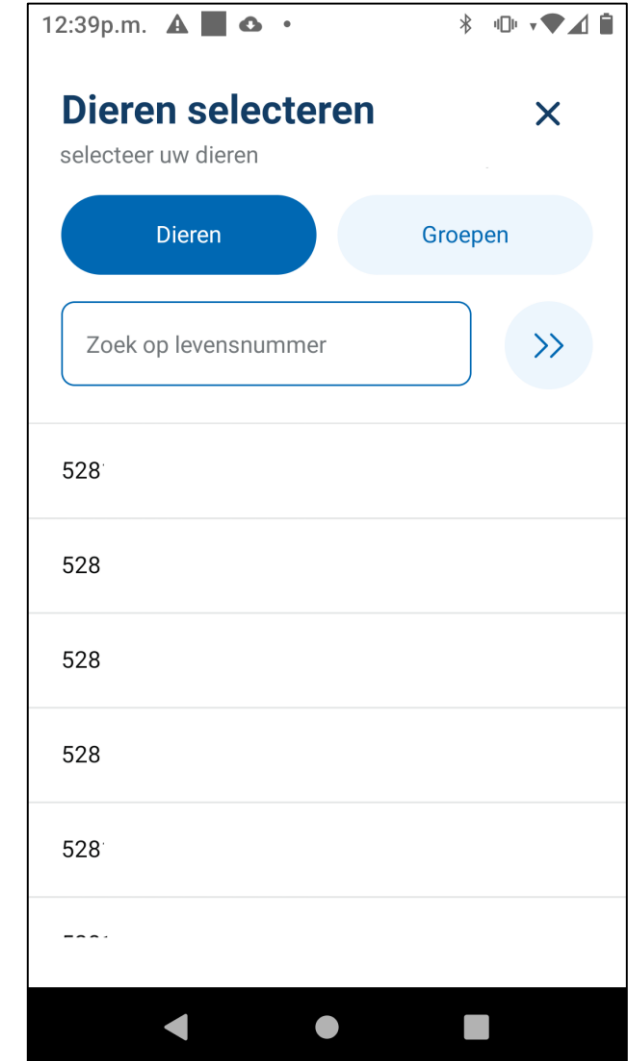 12:39p.m.
Dieren selecteren
selecteer uw dieren
Dieren Groepen
Zoek op levensnummer
528
528
528
528
528